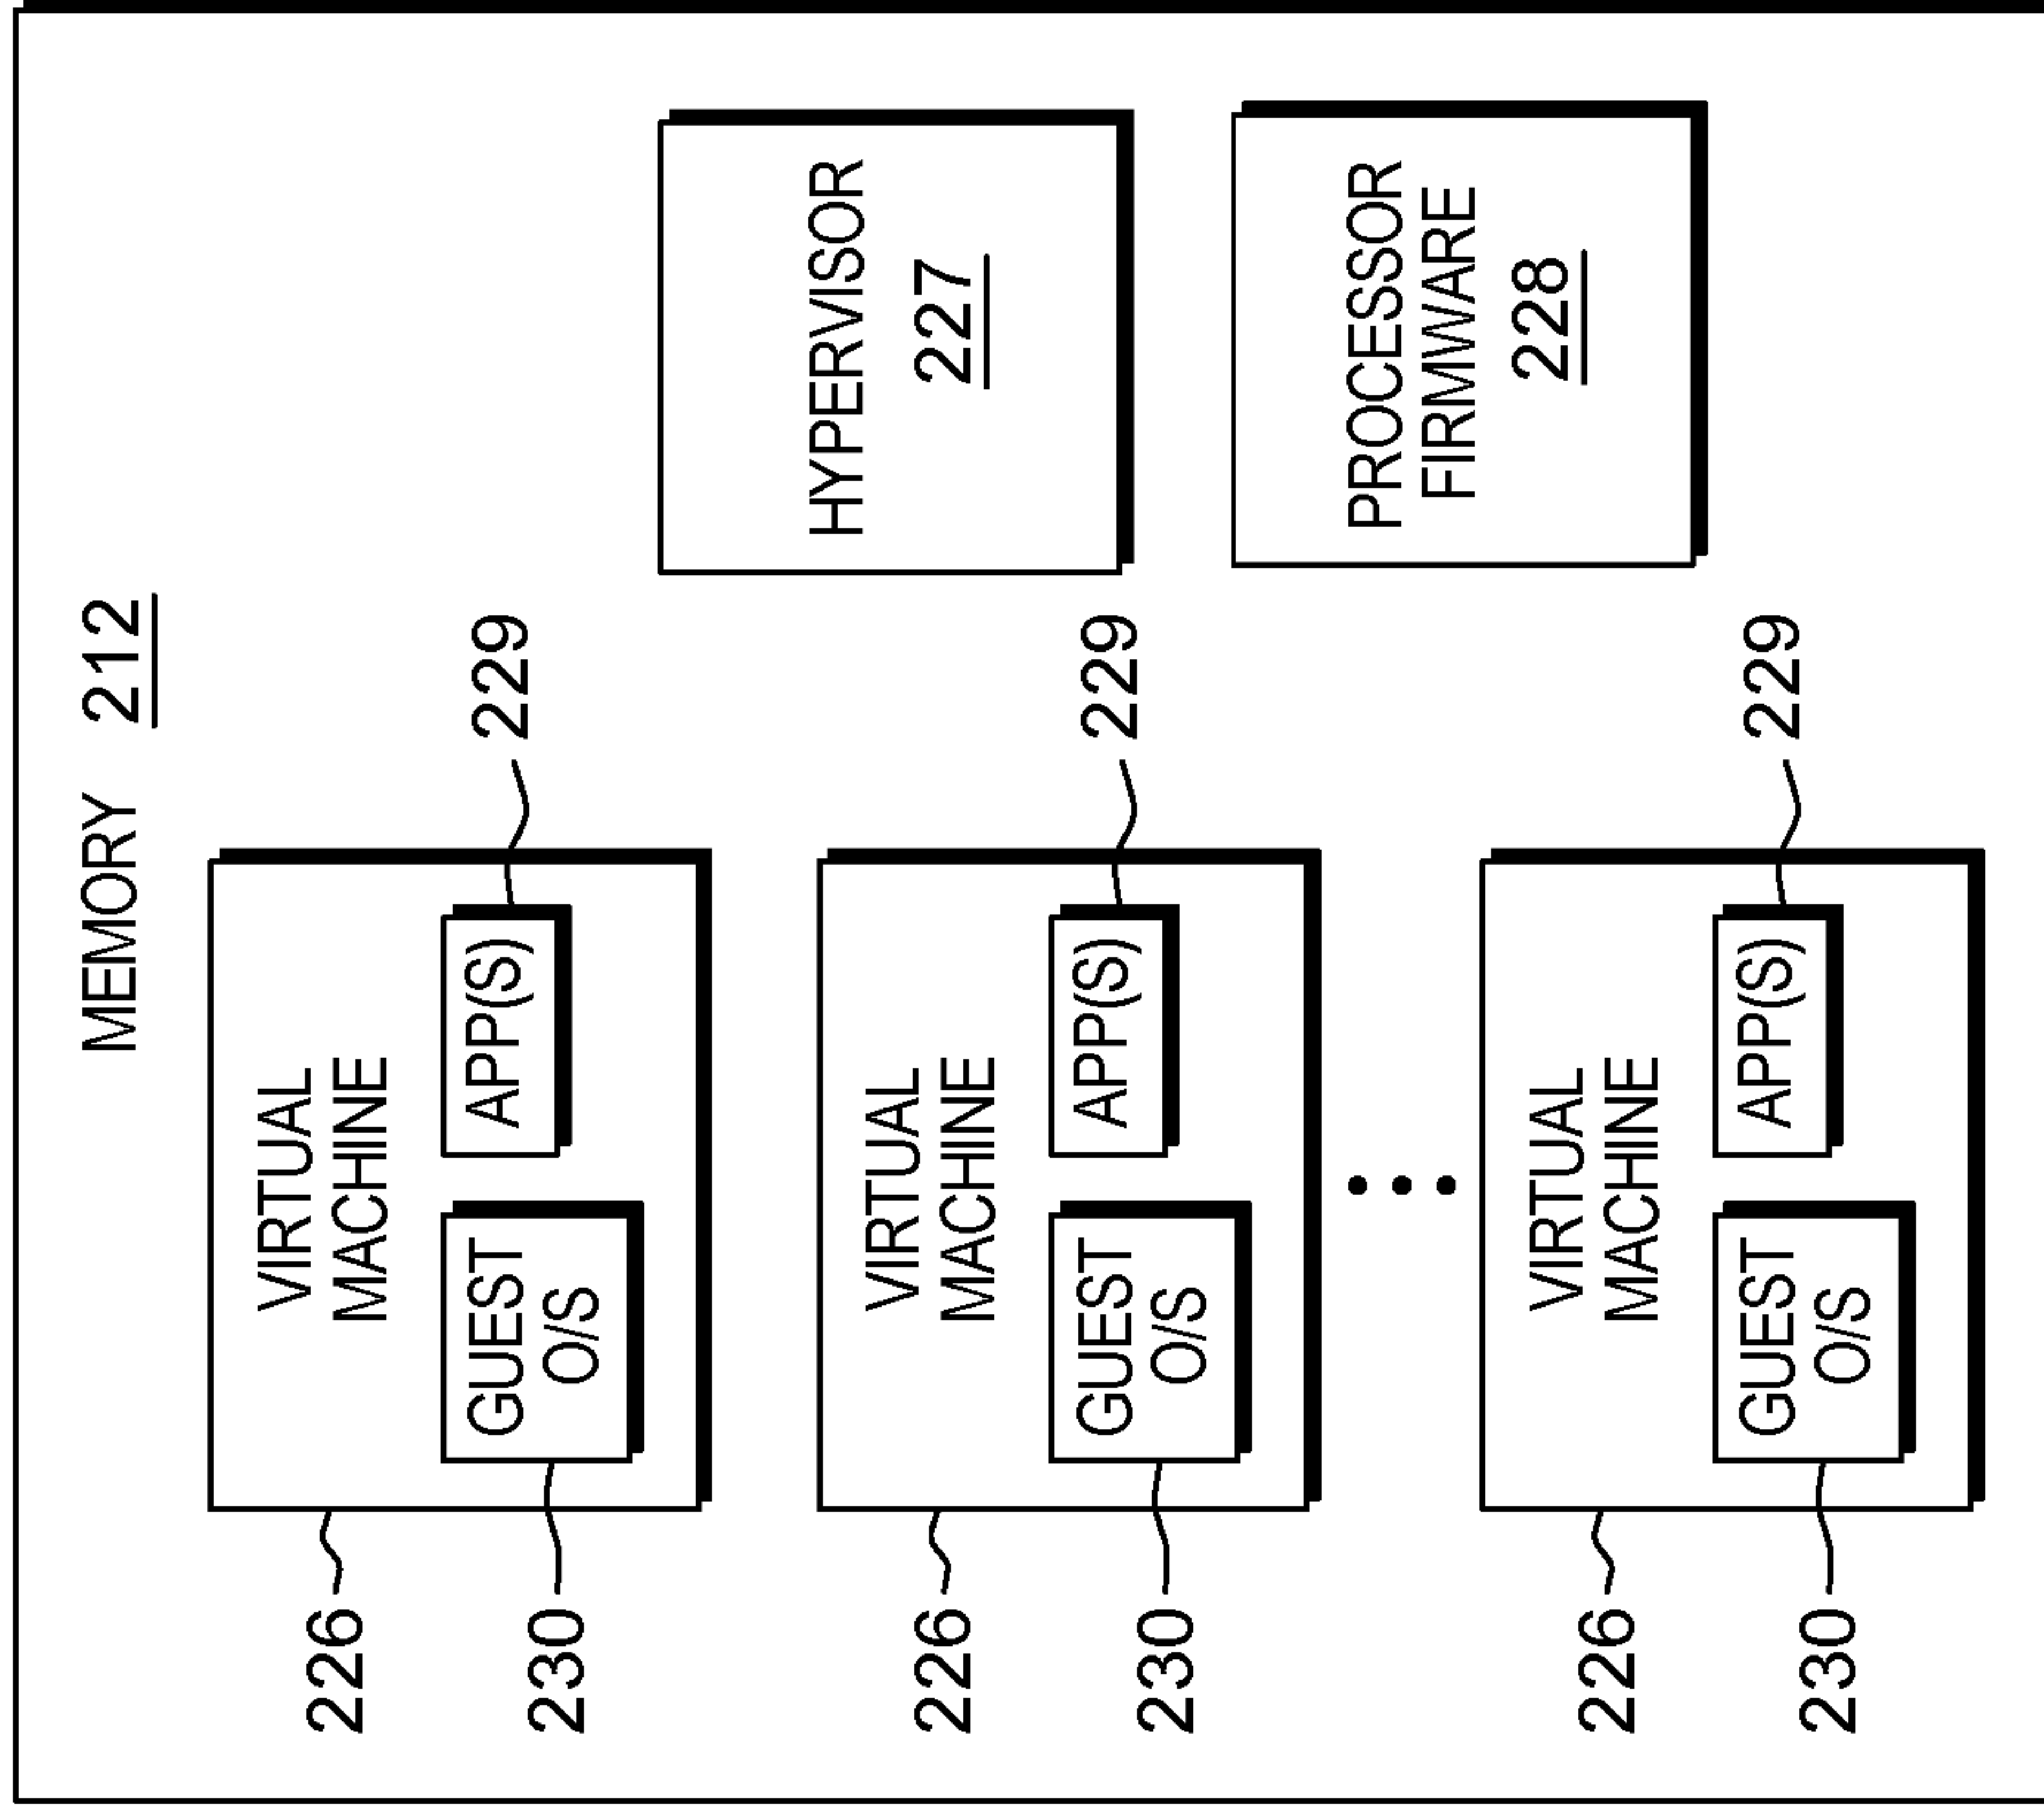 MEMORY 212
VIRTUAL
MACHINE
226
GUEST
O/S
230
APP(S)
229
VIRTUAL
MACHINE
226
GUEST
O/S
230
APP(S)
229
VIRTUAL
MACHINE
226
GUEST
O/S
230
APP(S)
229
HYPERVISOR
227
PROCESSOR
FIRMWARE
228